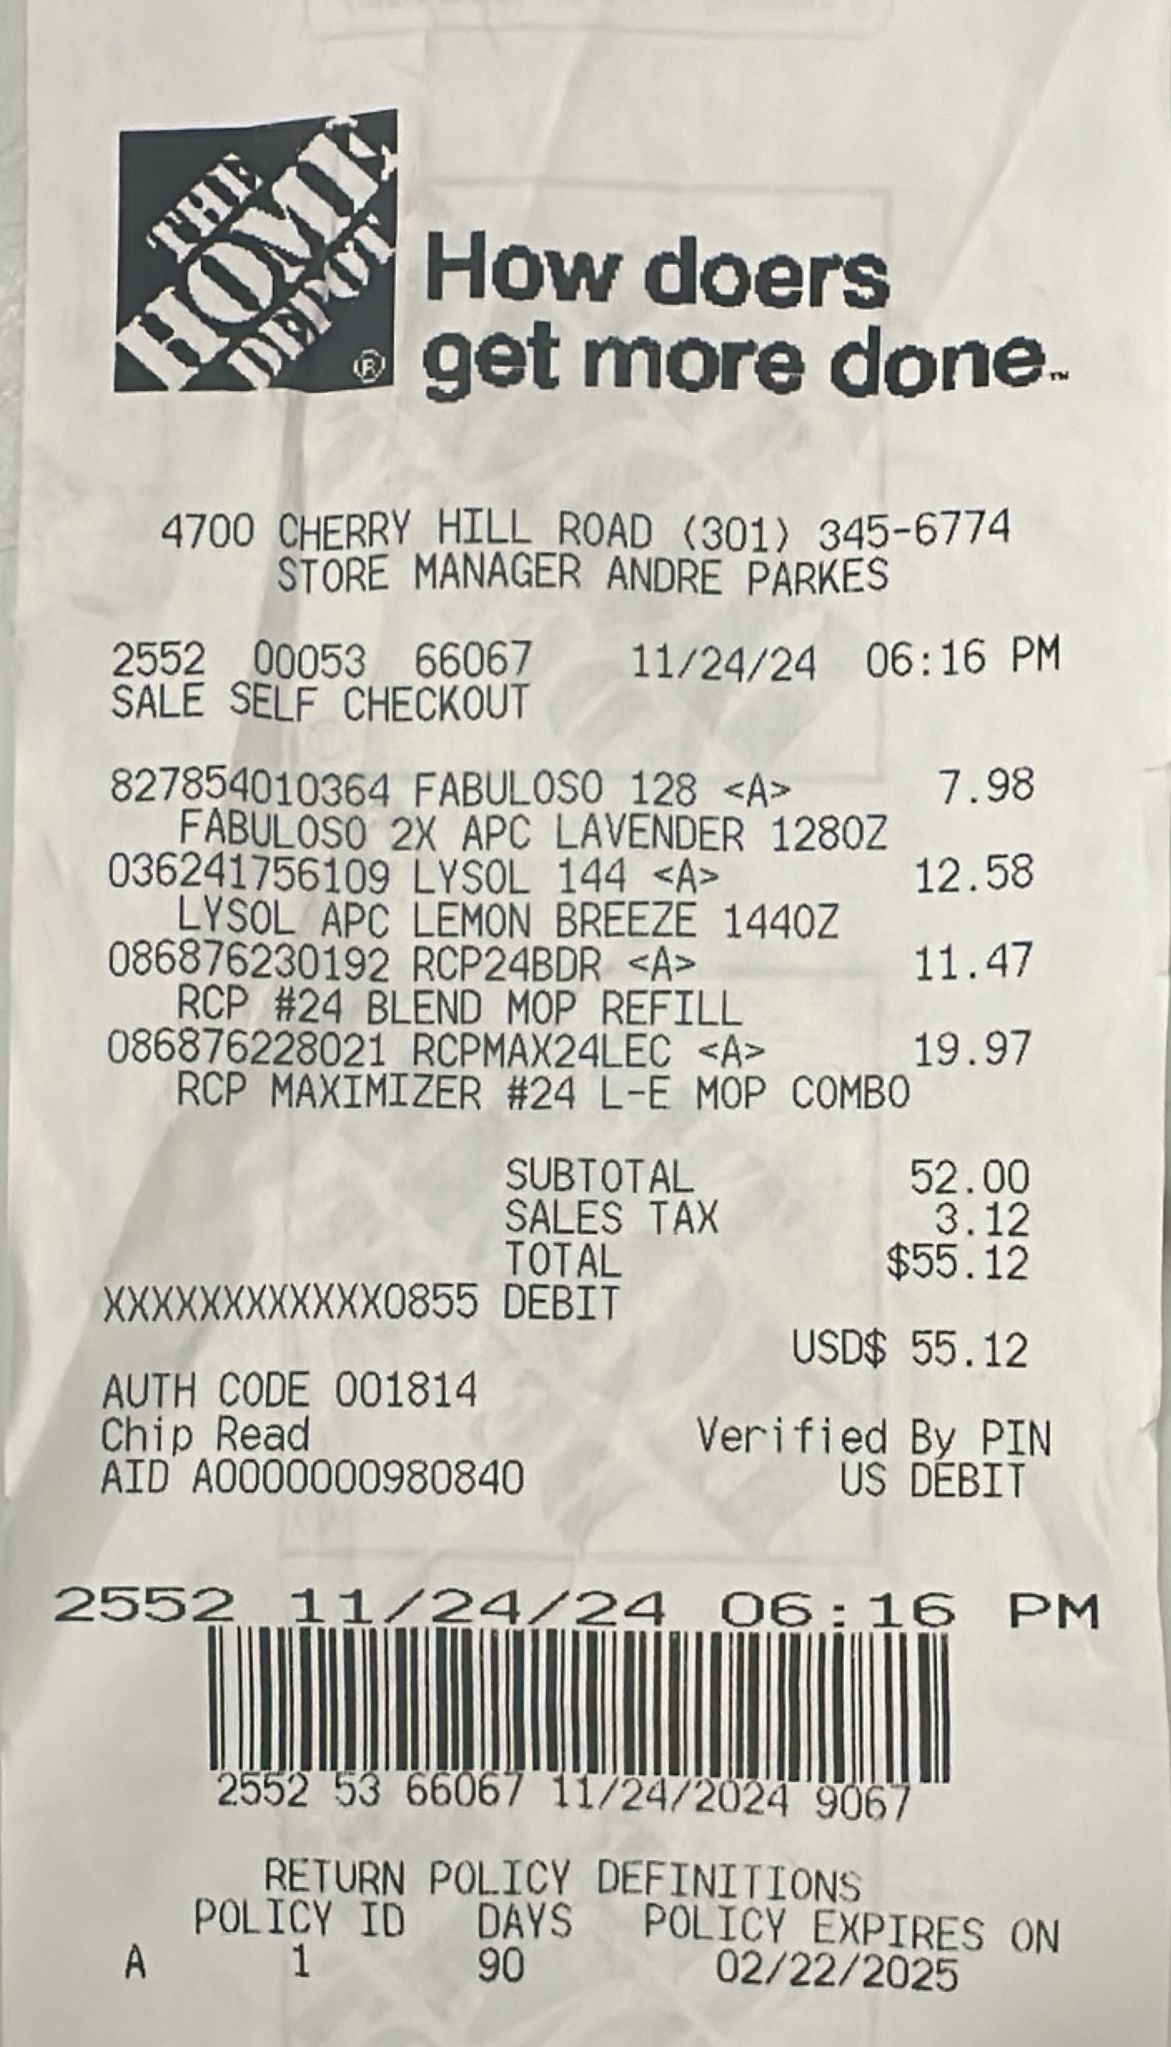 THE
HOME
DEPOT®
How doers
get more done™
4700 CHERRY HILL ROAD (301) 345-6774
STORE MANAGER ANDRE PARKES
2552 00053 66067 11/24/24 06:16 PM
SALE SELF CHECKOUT
827854010364 FABULOSO 128 <A> 7.98
FABULOSO 2X APC LAVENDER 128OZ
036241756109 LYSOL 144 <A> 12.58
LYSOL APC LEMON BREEZE 144OZ
086876230192 RCP24BDR <A> 11.47
RCP #24 BLEND MOP REFILL
086876228021 RCPMAX24LEC <A> 19.97
RCP MAXIMIZER #24 L-E MOP COMBO
SUBTOTAL 52.00
SALES TAX 3.12
TOTAL $55.12
XXXXXXXXXXXX0855 DEBIT
USD$ 55.12
AUTH CODE 001814
Chip Read Verified By PIN
AID A0000000980840 US DEBIT
2552 11/24/24 06:16 PM
2552 53 66067 11/24/2024 9067
RETURN POLICY DEFINITIONS
POLICY ID DAYS POLICY EXPIRES ON
A 1 90 02/22/2025